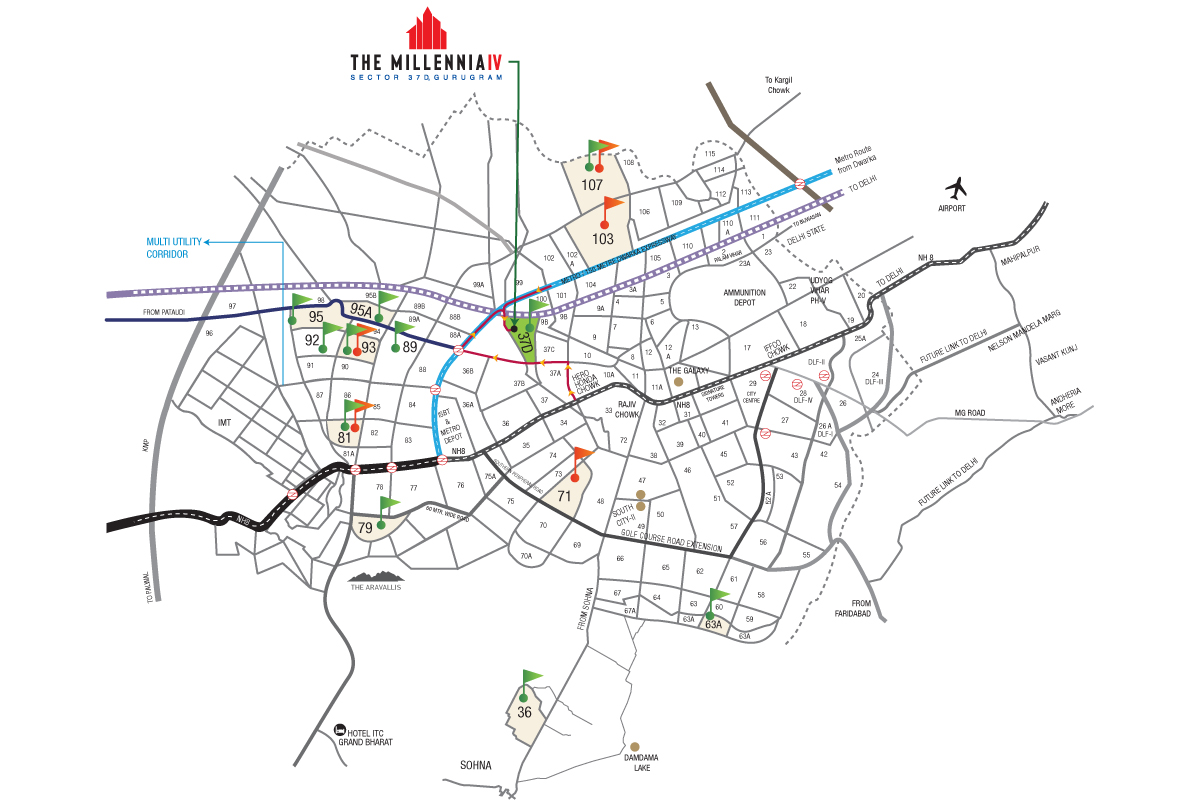 THE MILLENNIA IV
SECTOR 37D, GURUGRAM
To Kargil
Chowk
Metro Route
from Dwarka
TO DELHI
TO BIJWASAN
DELHI STATE
AIRPORT
MULTI UTILITY
CORRIDOR
FROM PATAUDI
115
114
113
112
111
108
107
109
106
103
110
110
A
105
104
102
102
A
101
100
99
99A
METRO
METRO DWARKA EXPRESSWAY
1
2
PALAM VIHAR
23A
23
3
3A
AMMUNITION
DEPOT
22
UDYOG
VIHAR
PH-V
20
19
18
17
TO DELHI
NH 8
MAHIPALPUR
97
96
98
95
95B
95A
94
93
92
91
90
89
89A
89B
88B
88A
88
87
86
85
84
83
82
81
81A
79
78
77
76
75A
75
74
73
72
71
70
70A
69
37D
37C
37B
37A
37
36B
36A
36
35
34
33
9B
9B
9A
9
10
10A
7
6
5
8
11
11A
12
12
A
13
14
HERO
HONDA
CHOWK
RAJIV
CHOWK
THE GALAXY
SIGNATURE
TOWERS
NH8
IFFCO
CHOWK
29
CITY
CENTRE
28
DLF-IV
DLF-II
25A
24
DLF-III
26
26 A
DLF-I
27
43
42
FUTURE LINK TO DELHI
NELSON MANDELA MARG
VASANT KUNJ
ANDHERIA
MORE
MG ROAD
FUTURE LINK TO DELHI
31
32
38
39
40
41
45
46
47
48
49
50
51
52
52 A
53
54
55
56
57
58
59
60
61
62
63
63A
63A
63A
64
65
66
67
67A
ISBT
&
METRO
DEPOT
NH8
SOUTHERN PERIPHERAL ROAD
60 MTR. WIDE ROAD
SOUTH
CITY-II
GOLF COURSE ROAD EXTENSION
IMT
KMP
NH8
TO PALWAL
THE ARAVALLIS
FROM SOHNA
FROM
FARIDABAD
36
HOTEL ITC
GRAND BHARAT
SOHNA
DAMDAMA
LAKE